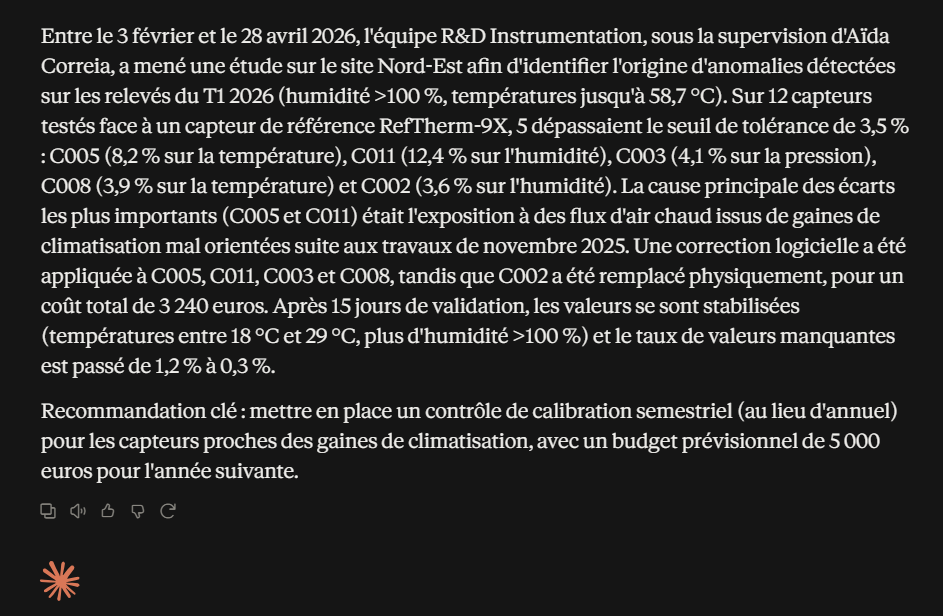 Entre le 3 février et le 28 avril 2026, l'équipe R&D Instrumentation, sous la supervision d'Aïda
Correia, a mené une étude sur le site Nord-Est afin d'identifier l'origine d'anomalies détectées
sur les relevés du T1 2026 (humidité >100 %, températures jusqu'à 58,7 °C). Sur 12 capteurs
testés face à un capteur de référence RefTherm-9X, 5 dépassaient le seuil de tolérance de 3,5 %
: C005 (8,2 % sur la température), C011 (12,4 % sur l'humidité), C003 (4,1 % sur la pression),
C008 (3,9 % sur la température) et C002 (3,6 % sur l'humidité). La cause principale des écarts
les plus importants (C005 et C011) était l'exposition à des flux d'air chaud issus de gaines de
climatisation mal orientées suite aux travaux de novembre 2025. Une correction logicielle a été
appliquée à C005, C011, C003 et C008, tandis que C002 a été remplacé physiquement, pour un
coût total de 3 240 euros. Après 15 jours de validation, les valeurs se sont stabilisées
(températures entre 18 °C et 29 °C, plus d'humidité >100 %) et le taux de valeurs manquantes
est passé de 1,2 % à 0,3 %.
Recommandation clé : mettre en place un contrôle de calibration semestriel (au lieu d'annuel)
pour les capteurs proches des gaines de climatisation, avec un budget prévisionnel de 5 000
euros pour l'année suivante.